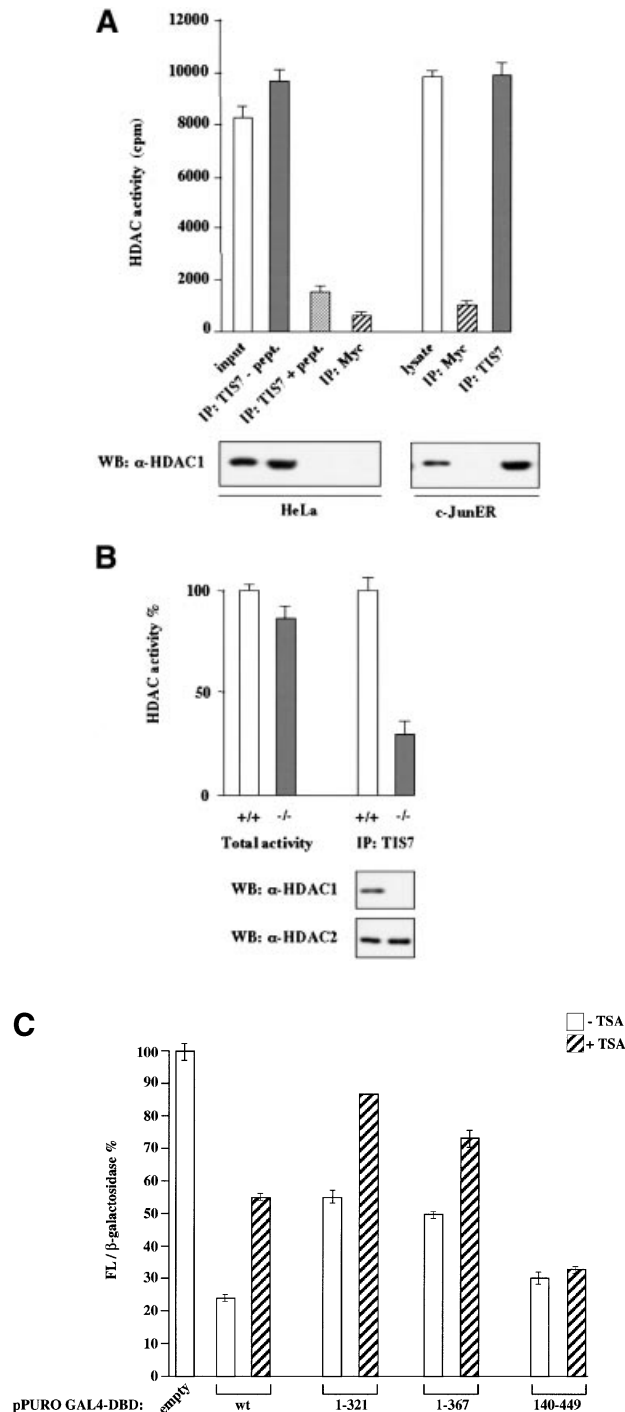 A
HDAC activity (cpm)
12000
10000
8000
6000
4000
2000
0
input
IP: TIS7 - pept.
IP: TIS7 + pept.
IP: Myc
lysate
IP: Myc
IP: TIS7
WB: α-HDAC1
HeLa
c-JunER
B
HDAC activity %
100
50
0
+/+ -/- +/+ -/-
Total activity IP: TIS7
WB: α-HDAC1
WB: α-HDAC2
C
- TSA
+ TSA
FL / β-galactosidase %
100
90
80
70
60
50
40
30
20
10
0
pPURO GAL4-DBD: empty wt 1-321 1-367 140-449